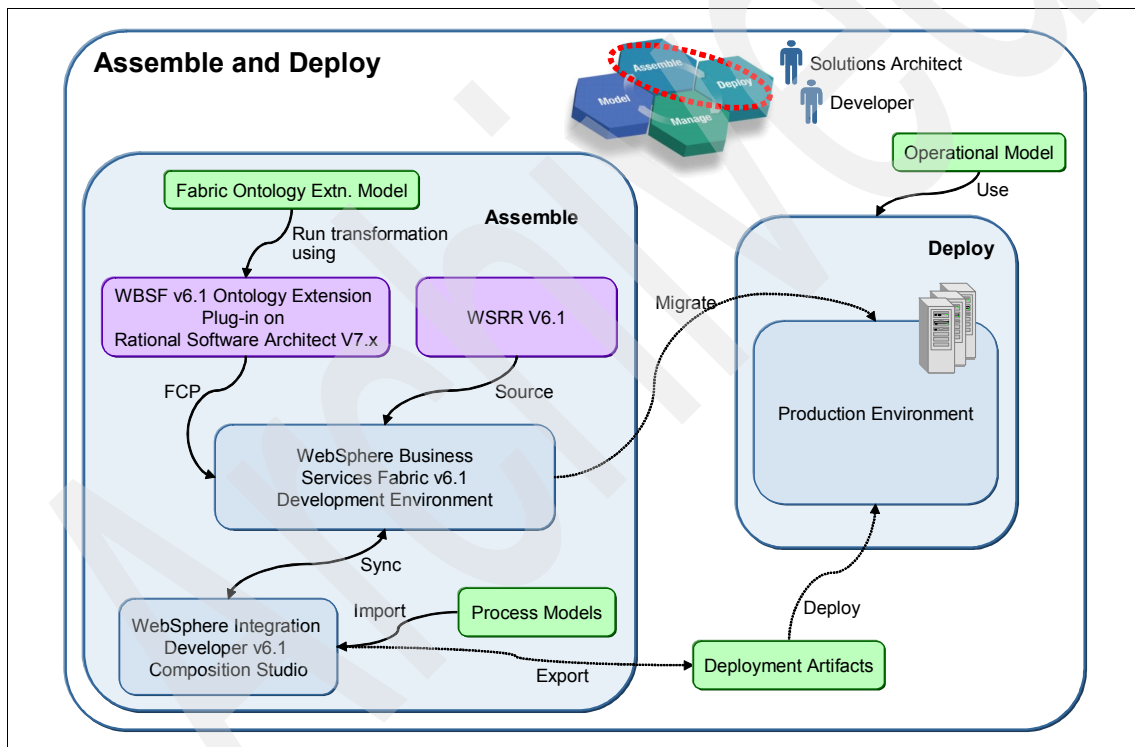 Assemble and Deploy
Assemble
Deploy
Model
Manage
Solutions Architect
Developer
Operational Model
Use
Fabric Ontology Extn. Model
Assemble
Run transformation
using
Deploy
WBSF v6.1 Ontology Extension
Plug-in on
Rational Software Architect V7.x
WSRR V6.1
Migrate
FCP
Source
Production Environment
WebSphere Business
Services Fabric v6.1
Development Environment
Sync
Import
Process Models
WebSphere Integration
Developer v6.1
Composition Studio
Deploy
Export
Deployment Artifacts
Archived